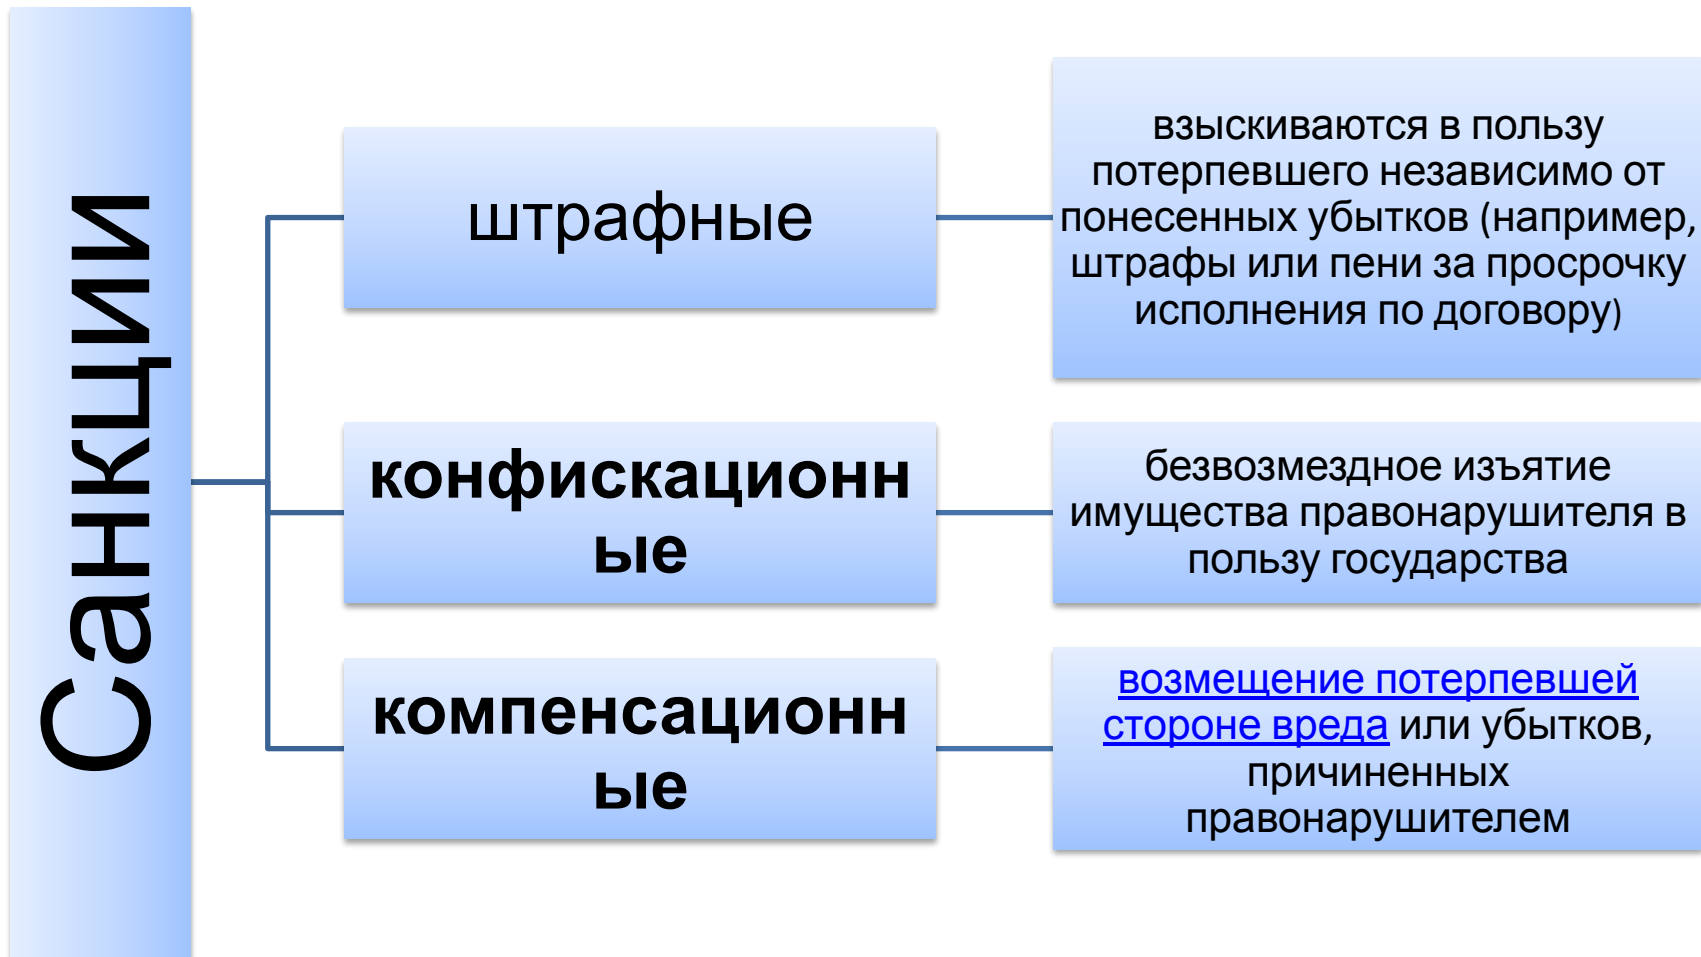 Санкции
штрафные
взыскиваются в пользу
потерпевшего независимо от
понесенных убытков (например,
штрафы или пени за просрочку
исполнения по договору)
конфискационн
ые
безвозмездное изъятие
имущества правонарушителя в
пользу государства
компенсационн
ые
возмещение потерпевшей
стороне вреда или убытков,
причиненных
правонарушителем